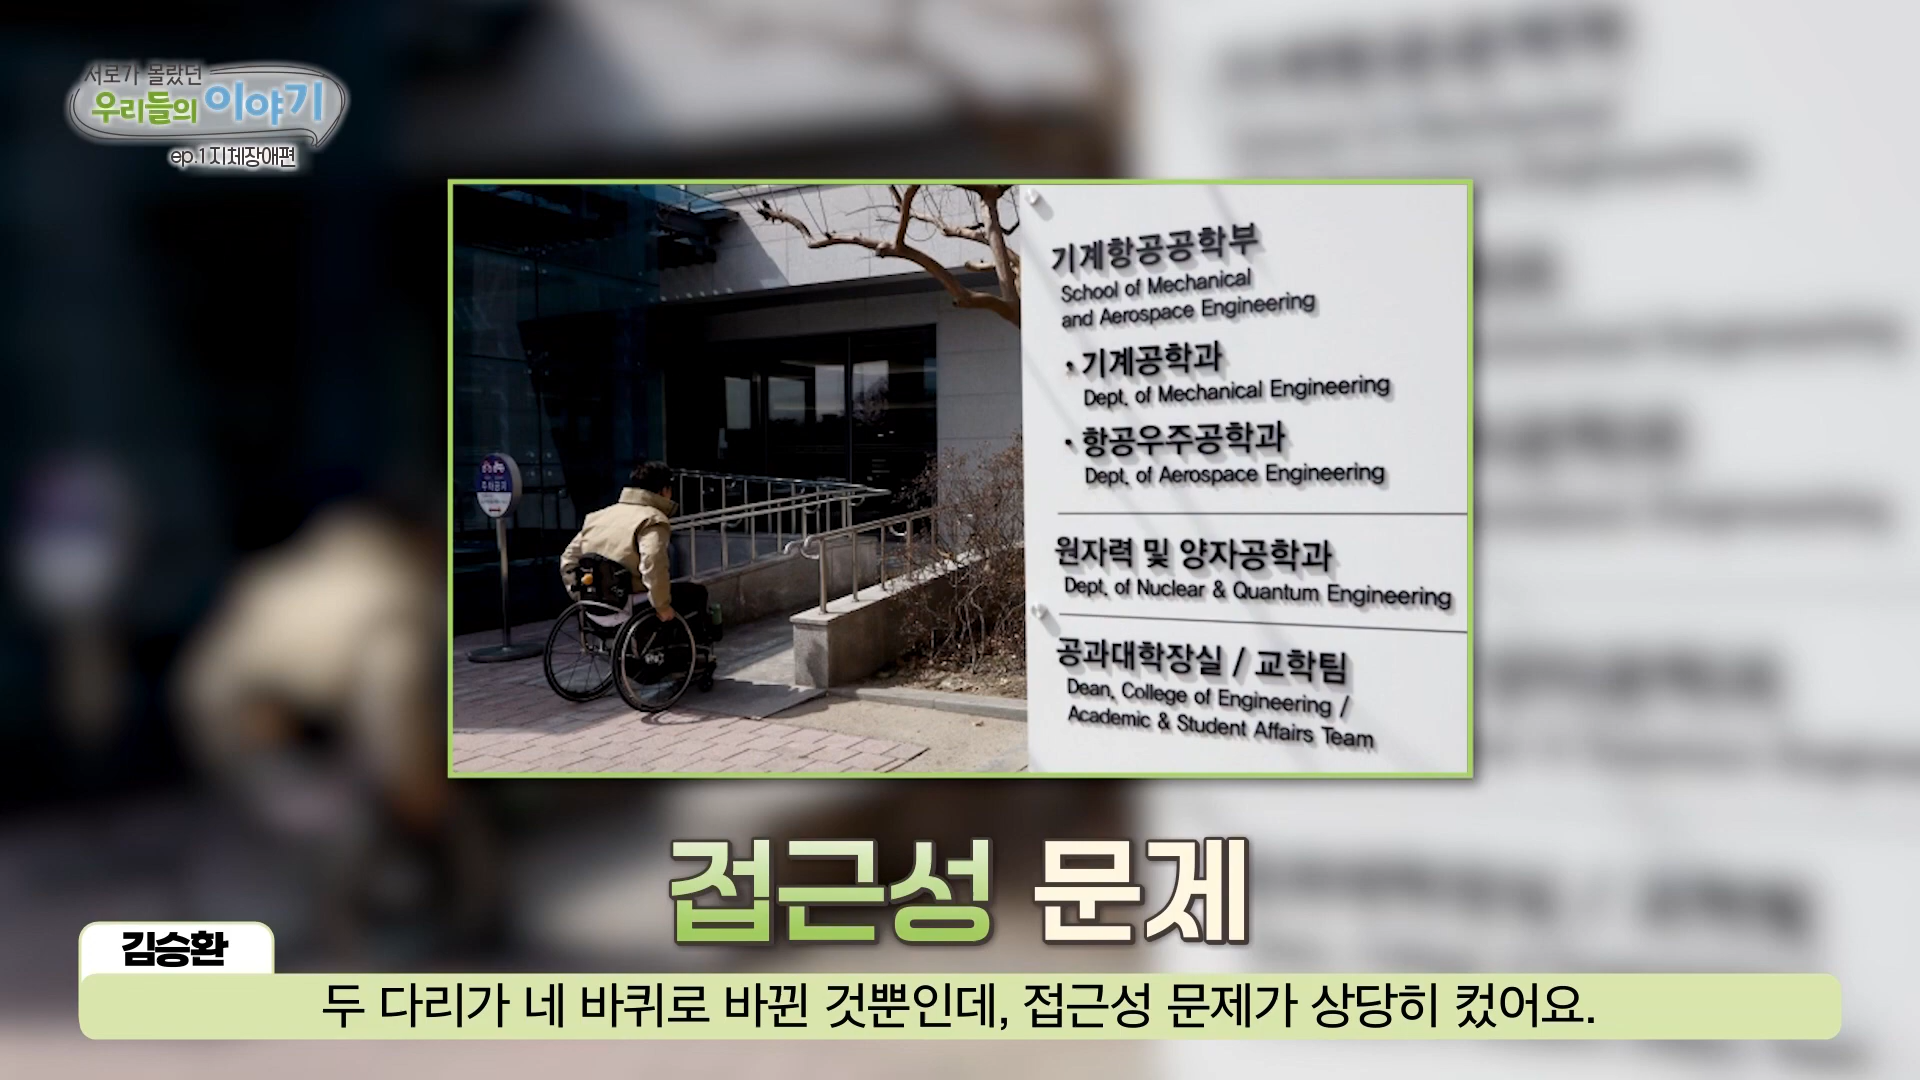 서로가 몰랐던
우리들의 이야기
ep.1 지체장애편
기계항공공학부
School of Mechanical
and Aerospace Engineering
· 기계공학과
Dept. of Mechanical Engineering
· 항공우주공학과
Dept. of Aerospace Engineering
원자력 및 양자공학과
Dept. of Nuclear & Quantum Engineering
공과대학장실 / 교학팀
Dean, College of Engineering /
Academic & Student Affairs Team
접근성 문제
김승환
두 다리가 네 바퀴로 바뀐 것뿐인데, 접근성 문제가 상당히 컸어요.